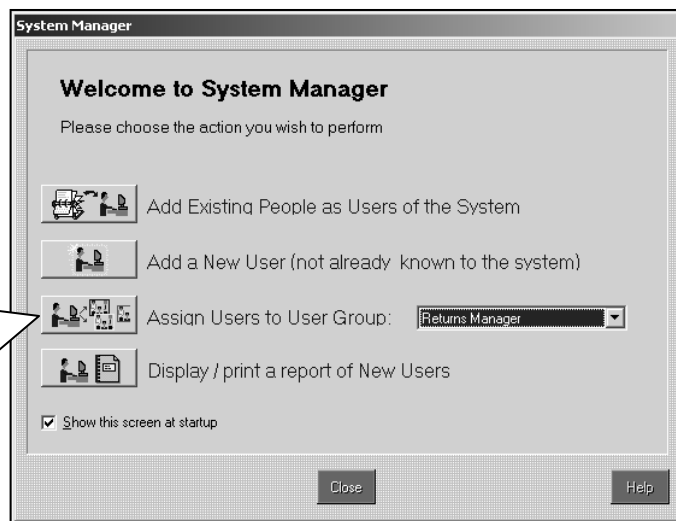 System Manager
Welcome to System Manager
Please choose the action you wish to perform
Add Existing People as Users of the System
Add a New User (not already known to the system)
Assign Users to User Group: Returns Manager
Display / print a report of New Users
Show this screen at startup
Close Help